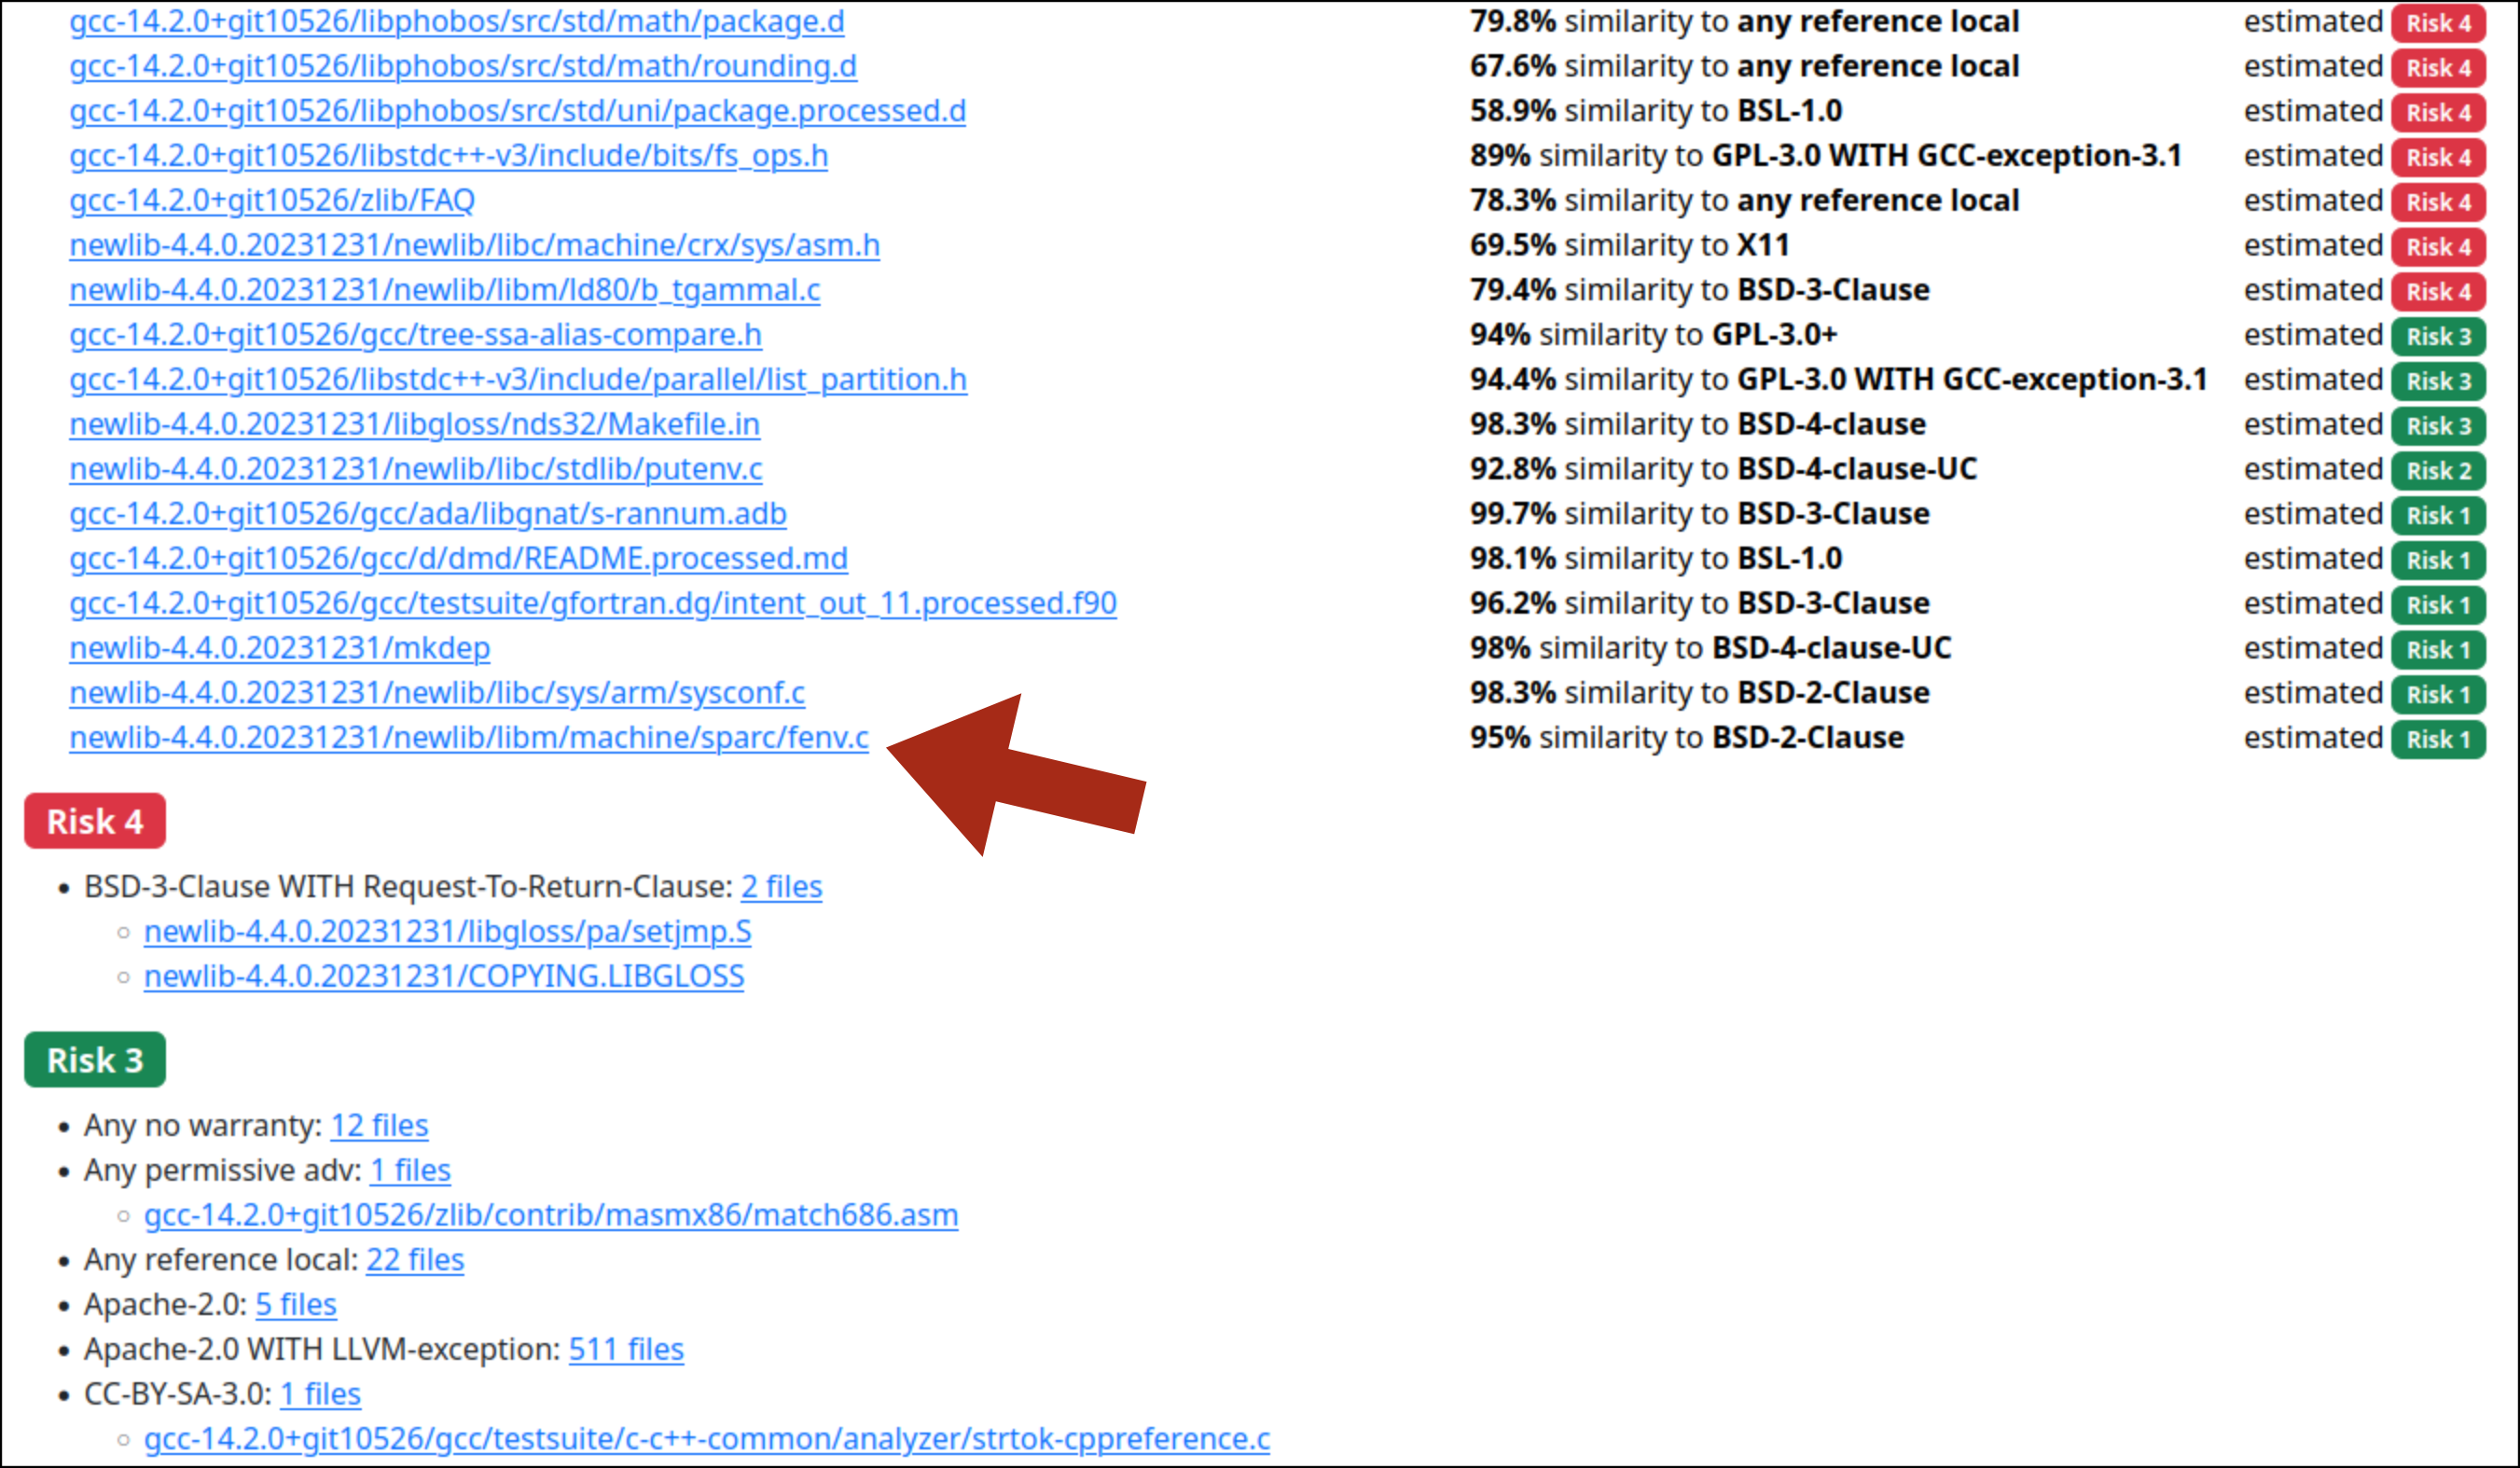 gcc-14.2.0+git10526/libphobos/src/std/math/package.d 79.8% similarity to any reference local estimated Risk 4
gcc-14.2.0+git10526/libphobos/src/std/math/rounding.d 67.6% similarity to any reference local estimated Risk 4
gcc-14.2.0+git10526/libphobos/src/std/uni/package.processed.d 58.9% similarity to BSL-1.0 estimated Risk 4
gcc-14.2.0+git10526/libstdc++-v3/include/bits/fs_ops.h 89% similarity to GPL-3.0 WITH GCC-exception-3.1 estimated Risk 4
gcc-14.2.0+git10526/zlib/FAQ 78.3% similarity to any reference local estimated Risk 4
newlib-4.4.0.20231231/newlib/libc/machine/crx/sys/asm.h 69.5% similarity to X11 estimated Risk 4
newlib-4.4.0.20231231/newlib/libm/ld80/b_tgammal.c 79.4% similarity to BSD-3-Clause estimated Risk 4
gcc-14.2.0+git10526/gcc/tree-ssa-alias-compare.h 94% similarity to GPL-3.0+ estimated Risk 3
gcc-14.2.0+git10526/libstdc++-v3/include/parallel/list_partition.h 94.4% similarity to GPL-3.0 WITH GCC-exception-3.1 estimated Risk 3
newlib-4.4.0.20231231/libgloss/nds32/Makefile.in 98.3% similarity to BSD-4-clause estimated Risk 3
newlib-4.4.0.20231231/newlib/libc/stdlib/putenv.c 92.8% similarity to BSD-4-clause-UC estimated Risk 2
gcc-14.2.0+git10526/gcc/ada/libgnat/s-rannum.adb 99.7% similarity to BSD-3-Clause estimated Risk 1
gcc-14.2.0+git10526/gcc/d/dmd/README.processed.md 98.1% similarity to BSL-1.0 estimated Risk 1
gcc-14.2.0+git10526/gcc/testsuite/gfortran.dg/intent_out_11.processed.f90 96.2% similarity to BSD-3-Clause estimated Risk 1
newlib-4.4.0.20231231/mkdep 98% similarity to BSD-4-clause-UC estimated Risk 1
newlib-4.4.0.20231231/newlib/libc/sys/arm/sysconf.c 98.3% similarity to BSD-2-Clause estimated Risk 1
newlib-4.4.0.20231231/newlib/libm/machine/sparc/fenv.c 95% similarity to BSD-2-Clause estimated Risk 1
Risk 4
• BSD-3-Clause WITH Request-To-Return-Clause: 2 files
○ newlib-4.4.0.20231231/libgloss/pa/setjmp.S
○ newlib-4.4.0.20231231/COPYING.LIBGLOSS
Risk 3
• Any no warranty: 12 files
• Any permissive adv: 1 files
○ gcc-14.2.0+git10526/zlib/contrib/masmx86/match686.asm
• Any reference local: 22 files
• Apache-2.0: 5 files
• Apache-2.0 WITH LLVM-exception: 511 files
• CC-BY-SA-3.0: 1 files
○ gcc-14.2.0+git10526/gcc/testsuite/c-c++-common/analyzer/strtok-cppreference.c